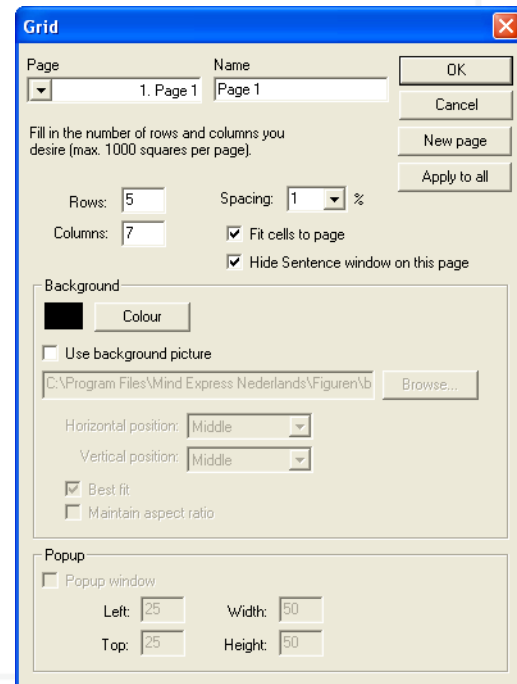 Grid
Page
Name
1. Page 1
Page 1
OK
Cancel
New page
Apply to all
Fill in the number of rows and columns you
desire (max. 1000 squares per page).
Rows: 5
Spacing: 1 %
Columns: 7
Fit cells to page
Hide Sentence window on this page
Background
Colour
Use background picture
C:\Program Files\Mind Express Nederlands\Figuren\b
Browse...
Horizontal position: Middle
Vertical position: Middle
Best fit
Maintain aspect ratio
Popup
Popup window
Left: 25
Width: 50
Top: 25
Height: 50